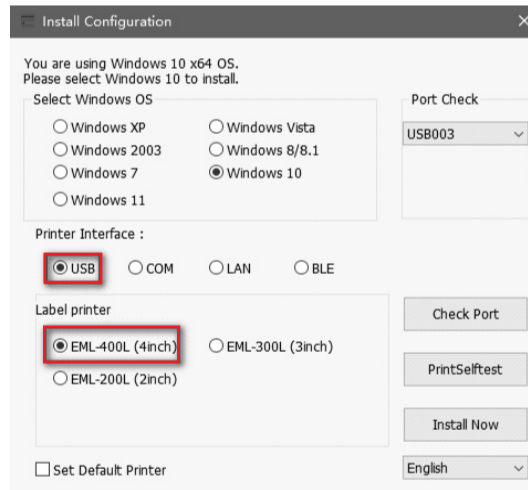 Install Configuration
You are using Windows 10 x64 OS.
Please select Windows 10 to install.
Select Windows OS
Port Check
Windows XP
Windows Vista
USB003
Windows 2003
Windows 8/8.1
Windows 7
Windows 10
Windows 11
Printer Interface :
USB COM LAN BLE
Label printer
Check Port
EML-400L (4inch)
EML-300L (3inch)
PrintSelftest
EML-200L (2inch)
Install Now
Set Default Printer
English